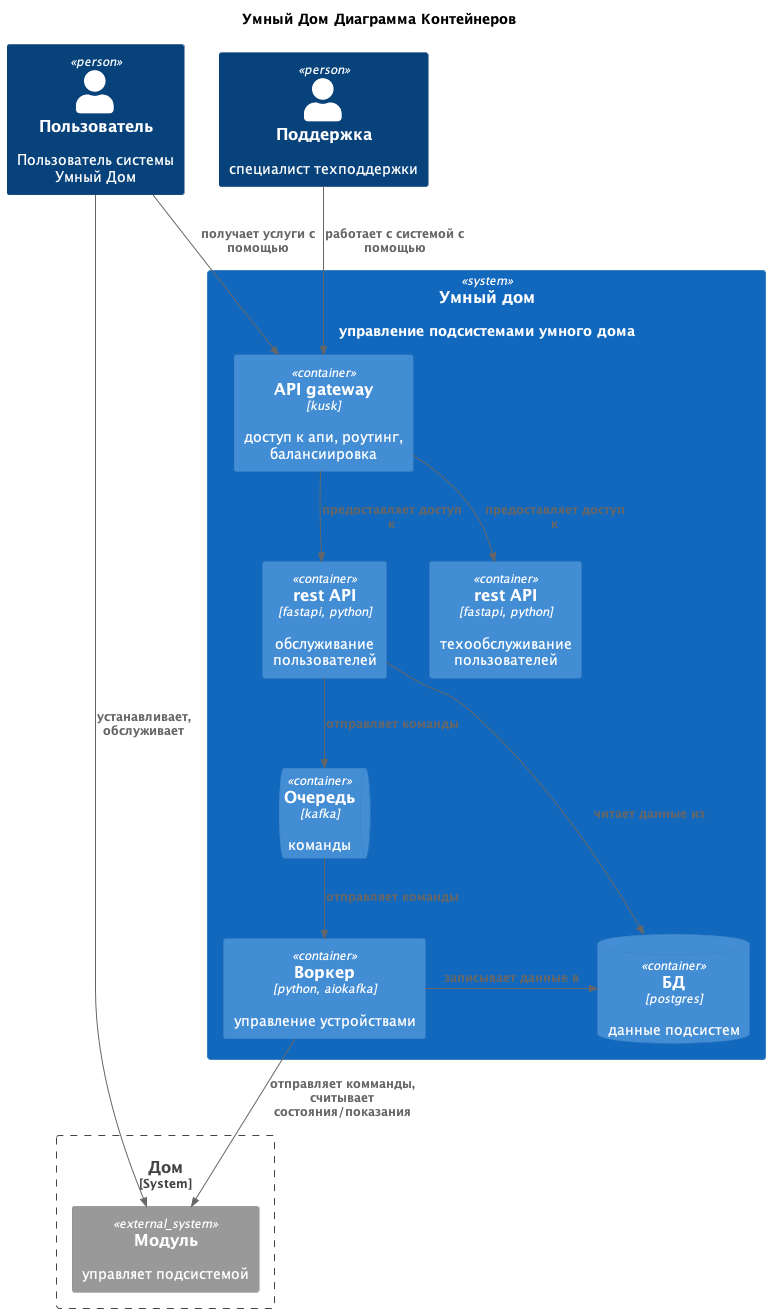 Умный Дом Диаграмма Контейнеров
«person»
Пользователь
Пользователь системы
Умный Дом
«person»
Поддержка
специалист техподдержки
получает услуги с
помощью
работает с системой с
помощью
«system»
Умный дом
управление подсистемами умного дома
«container»
API gateway
[kusk]
доступ к апи, роутинг,
балансиировка
предоставляет доступ
к
предоставляет доступ
к
«container»
rest API
[fastapi, python]
обслуживание
пользователей
«container»
rest API
[fastapi, python]
техообслуживание
пользователей
устанавливает,
обслуживает
отправляет команды
«container»
Очередь
[kafka]
команды
читает данные из
отправляет команды
«container»
Воркер
[python, aiokafka]
управление устройствами
записывает данные в
«container»
БД
[postgres]
данные подсистем
отправляет комманды,
считывает
состояния/показания
Дом
[System]
«external_system»
Модуль
управляет подсистемой